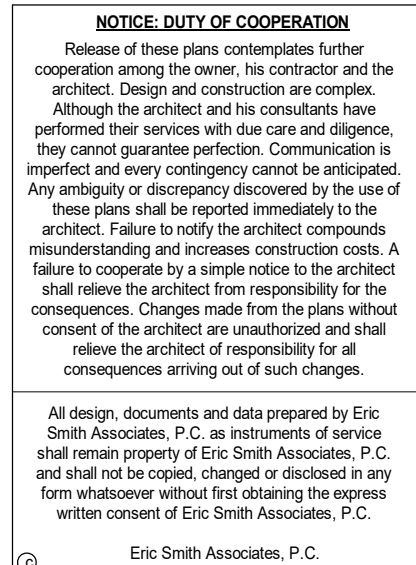 NOTICE: DUTY OF COOPERATION
Release of these plans contemplates further
cooperation among the owner, his contractor and the
architect. Design and construction are complex.
Although the architect and his consultants have
performed their services with due care and diligence,
they cannot guarantee perfection. Communication is
imperfect and every contingency cannot be anticipated.
Any ambiguity or discrepancy discovered by the use of
these plans shall be reported immediately to the
architect. Failure to notify the architect compounds
misunderstanding and increases construction costs. A
failure to cooperate by a simple notice to the architect
shall relieve the architect from responsibility for the
consequences. Changes made from the plans without
consent of the architect are unauthorized and shall
relieve the architect of responsibility for all
consequences arriving out of such changes.
All design, documents and data prepared by Eric
Smith Associates, P.C. as instruments of service
shall remain property of Eric Smith Associates, P.C.
and shall not be copied, changed or disclosed in any
form whatsoever without first obtaining the express
written consent of Eric Smith Associates, P.C.
© Eric Smith Associates, P.C.